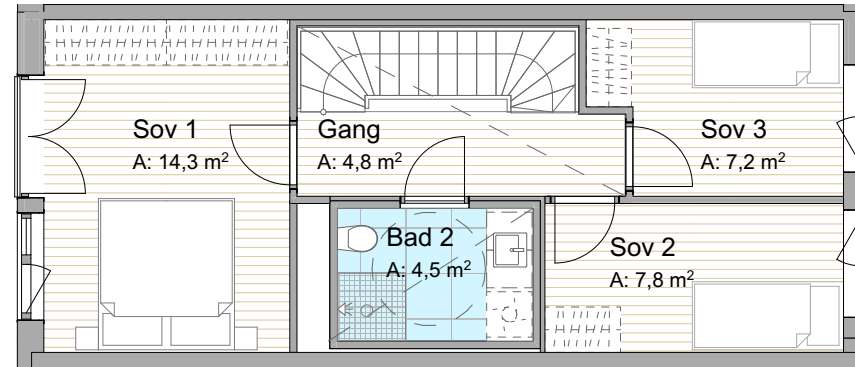 Sov 1
A: 14,3 m²
Gang
A: 4,8 m²
Sov 3
A: 7,2 m²
Bad 2
A: 4,5 m²
Sov 2
A: 7,8 m²